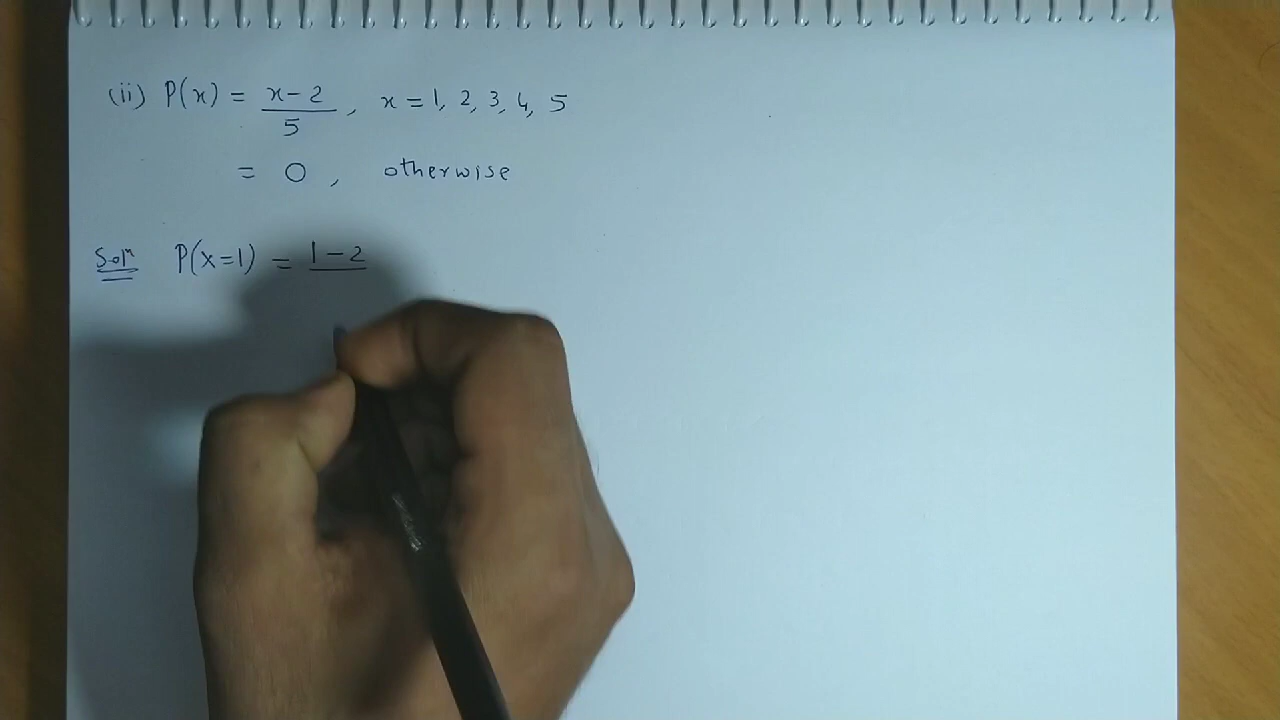 (ii) P(x) = x-2 / 5 , x = 1, 2, 3, 4, 5
= 0 , otherwise
Solⁿ P(x=1) = 1-2